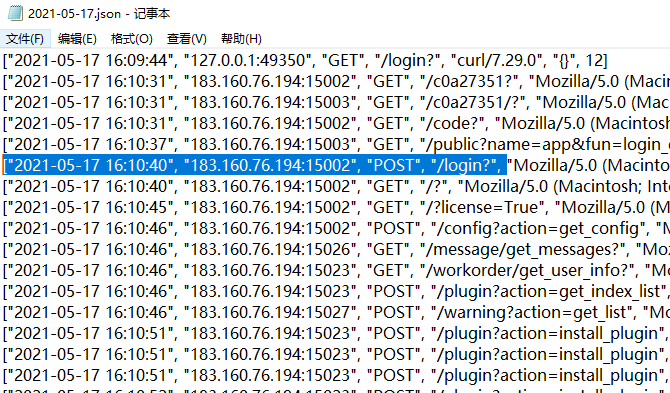 2021-05-17.json - 记事本
文件(F) 编辑(E) 格式(O) 查看(V) 帮助(H)
["2021-05-17 16:09:44", "127.0.0.1:49350", "GET", "/login?", "curl/7.29.0", "{}", 12]
["2021-05-17 16:10:31", "183.160.76.194:15002", "GET", "/c0a27351?", "Mozilla/5.0 (Macint
["2021-05-17 16:10:31", "183.160.76.194:15003", "GET", "/c0a27351/?", "Mozilla/5.0 (Macin
["2021-05-17 16:10:31", "183.160.76.194:15002", "GET", "/code?", "Mozilla/5.0 (Macintosh
["2021-05-17 16:10:37", "183.160.76.194:15003", "GET", "/public?name=app&fun=login_
["2021-05-17 16:10:40", "183.160.76.194:15002", "POST", "/login?", "Mozilla/5.0 (Macinto
["2021-05-17 16:10:40", "183.160.76.194:15002", "GET", "/?", "Mozilla/5.0 (Macintosh; Int
["2021-05-17 16:10:45", "183.160.76.194:15002", "GET", "/?license=True", "Mozilla/5.0 (M
["2021-05-17 16:10:46", "183.160.76.194:15002", "POST", "/config?action=get_config", "M
["2021-05-17 16:10:46", "183.160.76.194:15026", "GET", "/message/get_messages?", "Moz
["2021-05-17 16:10:46", "183.160.76.194:15023", "GET", "/workorder/get_user_info?", "Mo
["2021-05-17 16:10:46", "183.160.76.194:15023", "POST", "/plugin?action=get_index_list",
["2021-05-17 16:10:46", "183.160.76.194:15027", "POST", "/warning?action=get_list", "Mo
["2021-05-17 16:10:51", "183.160.76.194:15023", "POST", "/plugin?action=install_plugin",
["2021-05-17 16:10:51", "183.160.76.194:15023", "POST", "/plugin?action=install_plugin",
["2021-05-17 16:10:51", "183.160.76.194:15023", "POST", "/plugin?action=install_plugin",